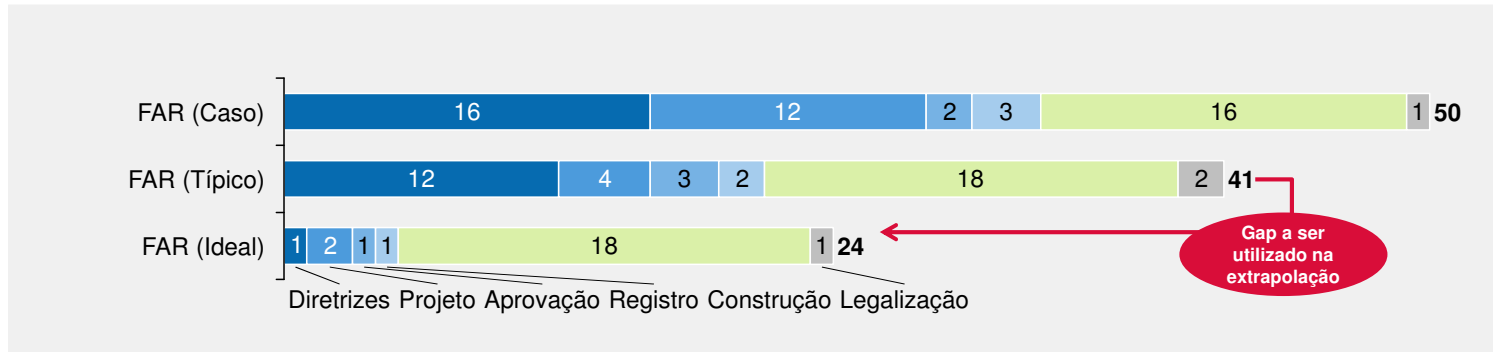 FAR (Caso) 16 12 2 3 16 1 50
FAR (Típico) 12 4 3 2 18 2 41
FAR (Ideal) 1 2 1 1 18 1 24
Gap a ser
utilizado na
extrapolação
Diretrizes Projeto Aprovação Registro Construção Legalização